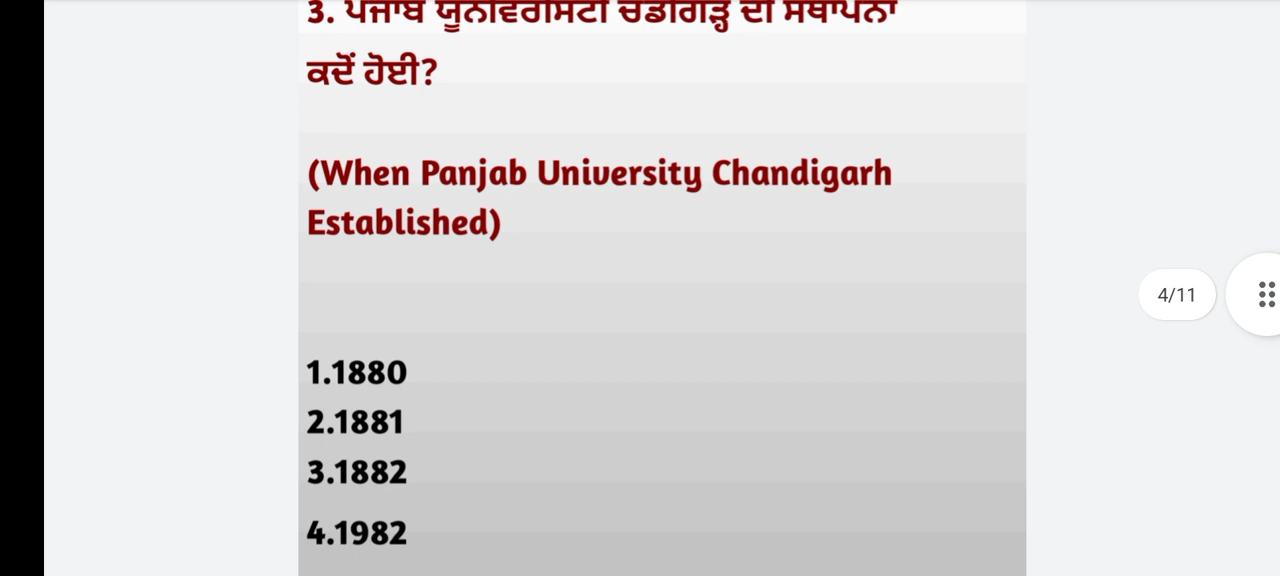 3. ਪੰਜਾਬ ਯੂਨੀਵਰਸਿਟੀ ਚੰਡੀਗੜ੍ਹ ਦੀ ਸਥਾਪਨਾ
ਕਦੋਂ ਹੋਈ?
(When Panjab University Chandigarh
Established)
4/11
1.1880
2.1881
3.1882
4.1982